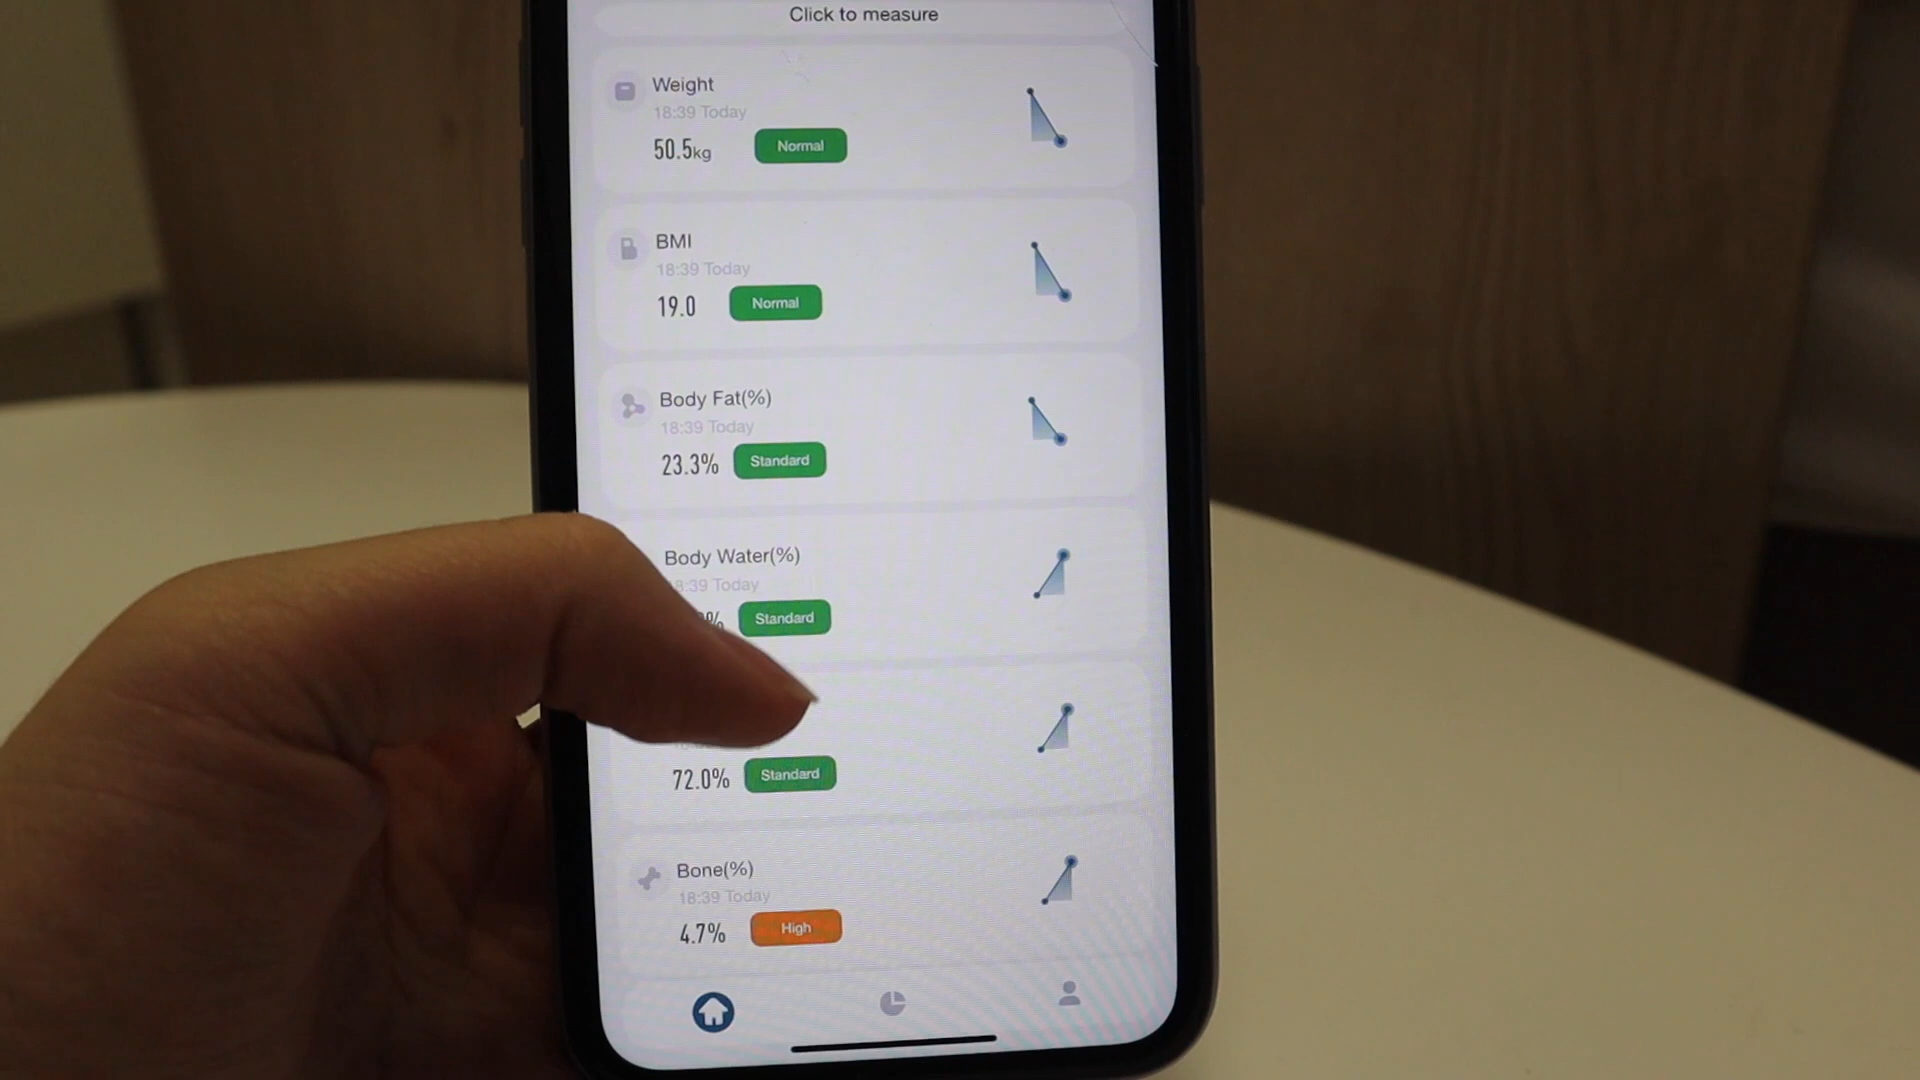 Click to measure
Weight
18:39 Today
50.5kg Normal
BMI
18:39 Today
19.0 Normal
Body Fat(%)
18:39 Today
23.3% Standard
Body Water(%)
8:39 Today
% Standard
72.0% Standard
Bone(%)
18:39 Today
4.7% High